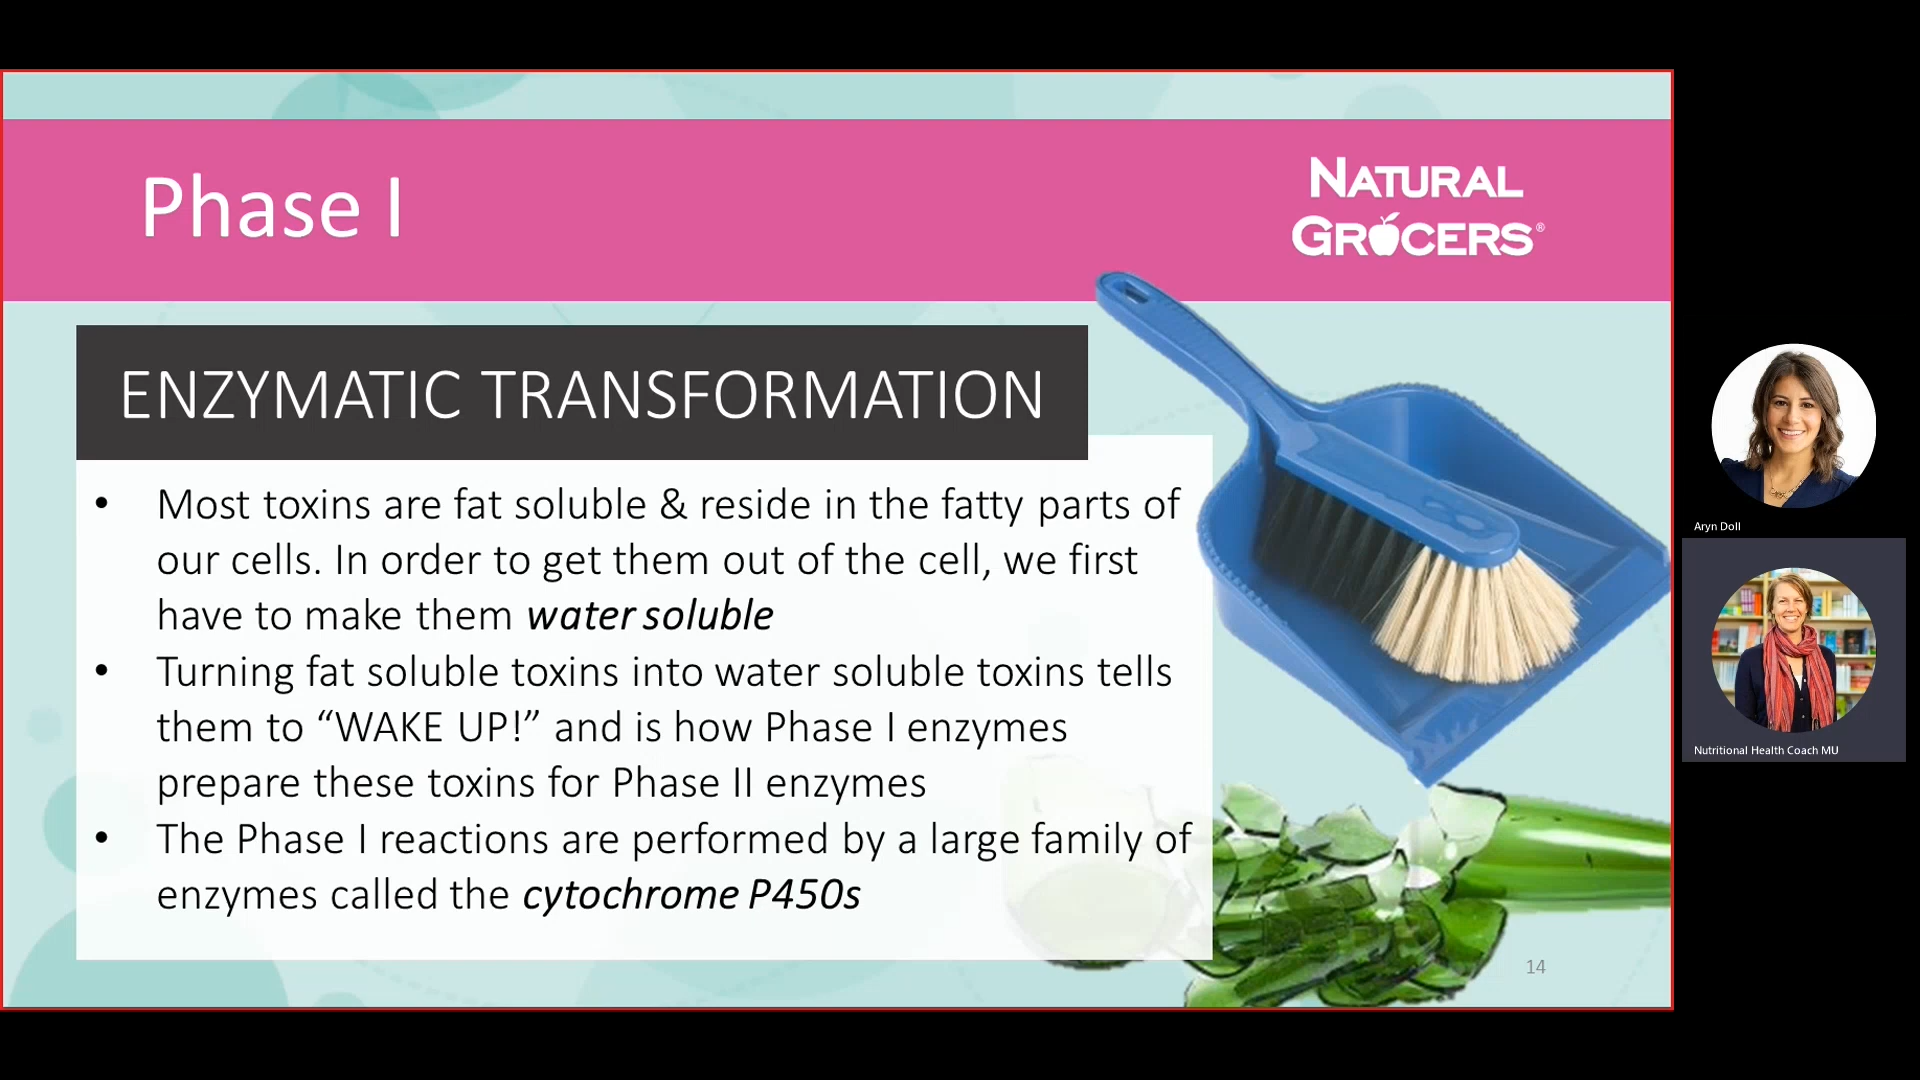 Phase I
NATURAL
GROCERS®
ENZYMATIC TRANSFORMATION
• Most toxins are fat soluble & reside in the fatty parts of
our cells. In order to get them out of the cell, we first
have to make them water soluble
• Turning fat soluble toxins into water soluble toxins tells
them to “WAKE UP!” and is how Phase I enzymes
prepare these toxins for Phase II enzymes
• The Phase I reactions are performed by a large family of
enzymes called the cytochrome P450s
14
Aryn Doll
Nutritional Health Coach MU